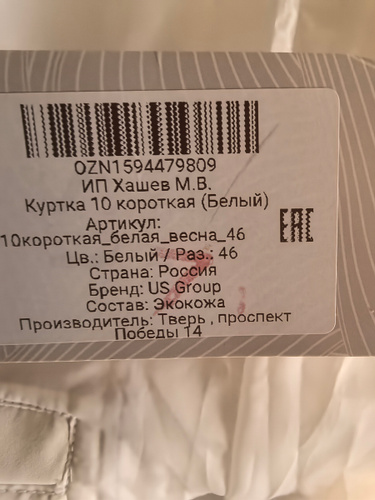 OZN1594479809
ИП Хашев М.В.
Куртка 10 короткая (Белый)
Артикул:
10короткая_белая_весна_46
Цв.: Белый / Раз.: 46
Страна: Россия
Бренд: US Group
Состав: Экокожа
Производитель: Тверь , проспект
Победы 14
EAC